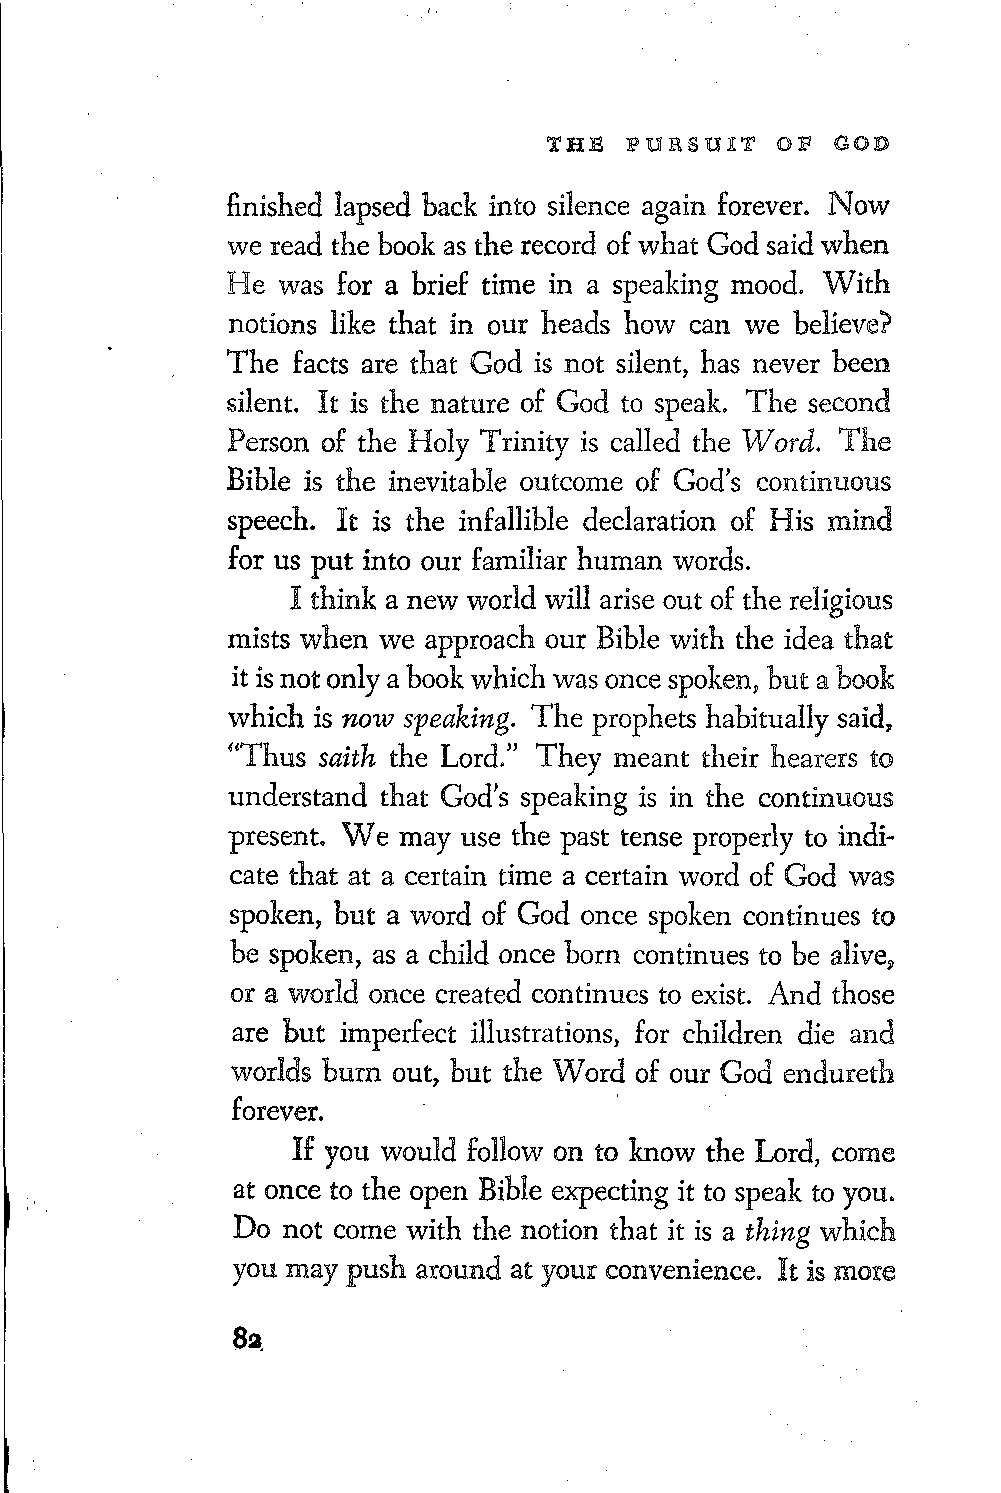 THE PURSUIT OF GOD
finished lapsed back into silence again forever. Now
we read the book as the record of what God said when
He was for a brief time in a speaking mood. With
notions like that in our heads how can we believe?
The facts are that God is not silent, has never been
silent. It is the nature of God to speak. The second
Person of the Holy Trinity is called the Word. The
Bible is the inevitable outcome of God's continuous
speech. It is the infallible declaration of His mind
for us put into our familiar human words.
I think a new world will arise out of the religious
mists when we approach our Bible with the idea that
it is not only a book which was once spoken, but a book
which is now speaking. The prophets habitually said,
“Thus saith the Lord.” They meant their hearers to
understand that God's speaking is in the continuous
present. We may use the past tense properly to indi-
cate that at a certain time a certain word of God was
spoken, but a word of God once spoken continues to
be spoken, as a child once born continues to be alive,
or a world once created continues to exist. And those
are but imperfect illustrations, for children die and
worlds burn out, but the Word of our God endureth
forever.
If you would follow on to know the Lord, come
at once to the open Bible expecting it to speak to you.
Do not come with the notion that it is a thing which
you may push around at your convenience. It is more
82